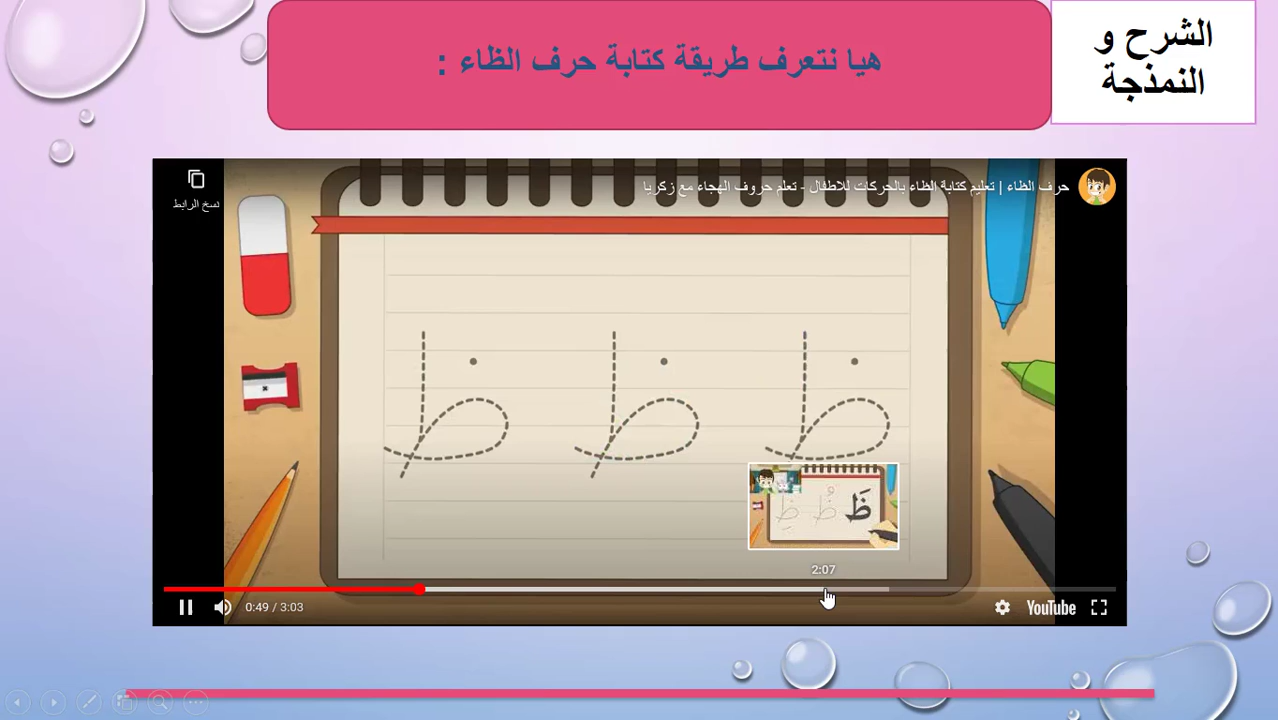 الشرح و
النمذجة
هيا نتعرف طريقة كتابة حرف الظاء :
حرف الظاء | تعليم كتابة الظاء بالحركات للاطفال - تعلم حروف الهجاء مع زكريا
نسخ الرابط
ظ ظ ظ
ظَ ظُ ظِ
2:07
0:49 / 3:03
YouTube